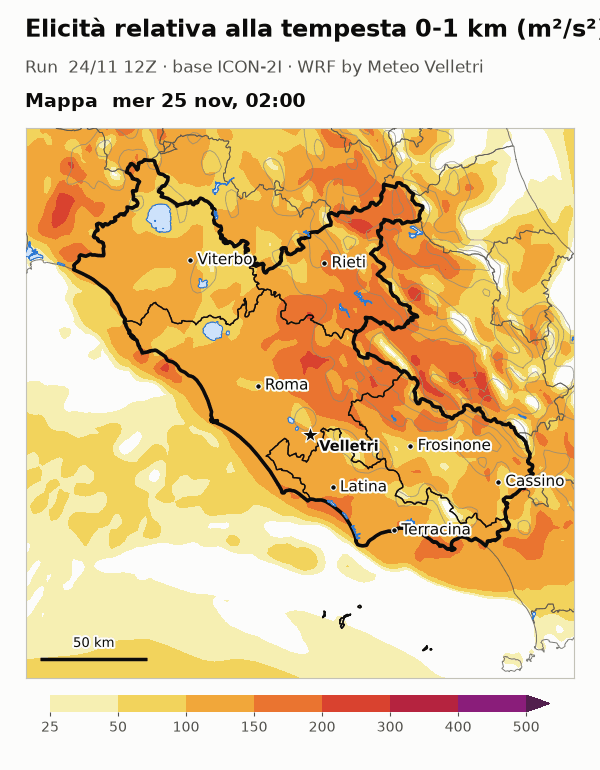 Elicità relativa alla tempesta 0-1 km (m²/s²)
Run 24/11 12Z · base ICON-2I · WRF by Meteo Velletri
Mappa mer 25 nov, 02:00
Viterbo
Rieti
Roma
Velletri
Frosinone
Cassino
Latina
Terracina
50 km
25 50 100 150 200 300 400 500